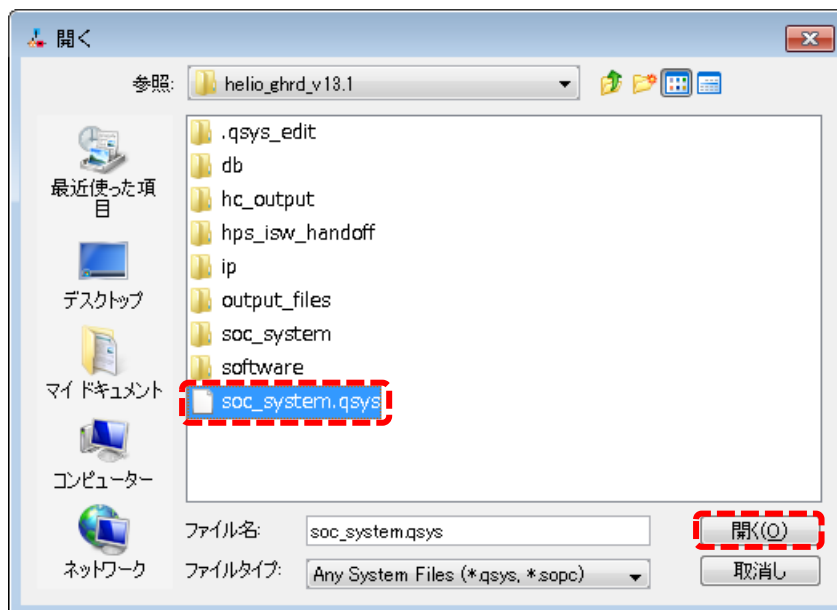 開く
参照:
helio_ghrd_v13.1
最近使った項
目
デスクトップ
マイ ドキュメント
コンピューター
ネットワーク
.qsys_edit
db
hc_output
hps_isw_handoff
ip
output_files
soc_system
software
soc_system.qsys
ファイル名:
soc_system.qsys
開く(O)
ファイルタイプ:
Any System Files (*.qsys, *.sopc)
取消し